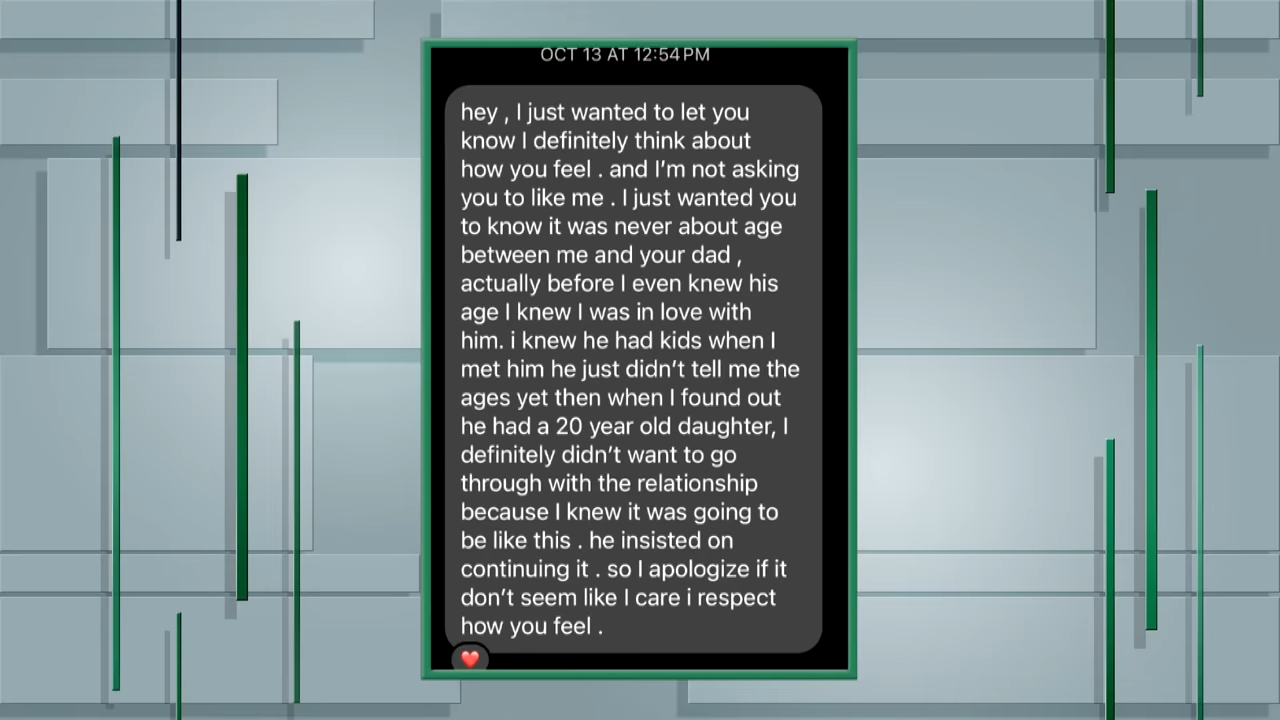 OCT 13 AT 12:54 PM
hey , I just wanted to let you
know I definitely think about
how you feel . and I’m not asking
you to like me . I just wanted you
to know it was never about age
between me and your dad ,
actually before I even knew his
age I knew I was in love with
him. i knew he had kids when I
met him he just didn’t tell me the
ages yet then when I found out
he had a 20 year old daughter, I
definitely didn’t want to go
through with the relationship
because I knew it was going to
be like this . he insisted on
continuing it . so I apologize if it
don’t seem like I care i respect
how you feel .